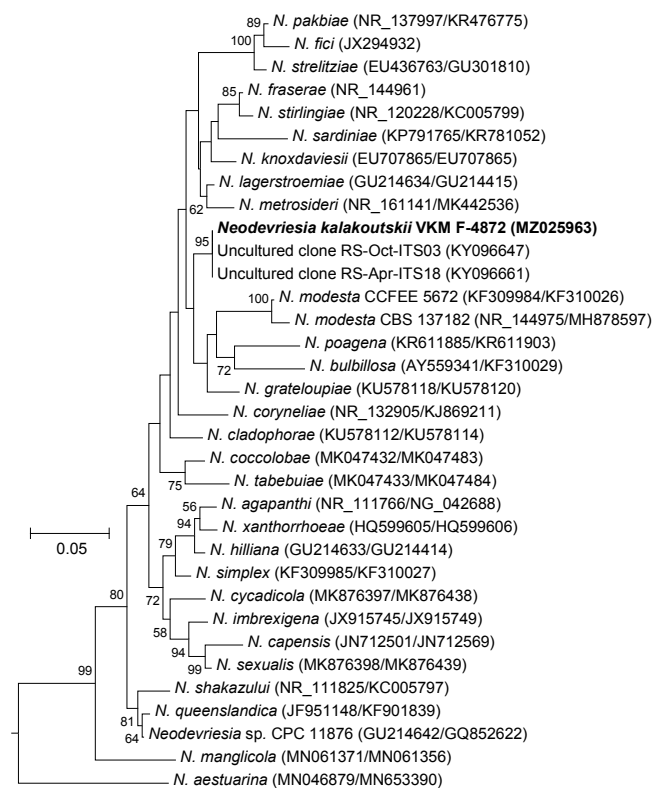 89
N. pakbiae (NR_137997/KR476775)
100
N. fici (JX294932)
N. strelitziae (EU436763/GU301810)
N. fraserae (NR_144961)
85
N. stirlingiae (NR_120228/KC005799)
N. sardiniae (KP791765/KR781052)
N. knoxdaviesii (EU707865/EU707865)
N. lagerstroemiae (GU214634/GU214415)
62
N. metrosideri (NR_161141/MK442536)
Neodevriesia kalakoutskii VKM F-4872 (MZ025963)
95
Uncultured clone RS-Oct-ITS03 (KY096647)
Uncultured clone RS-Apr-ITS18 (KY096661)
100
N. modesta CCFEE 5672 (KF309984/KF310026)
N. modesta CBS 137182 (NR_144975/MH878597)
N. poagena (KR611885/KR611903)
72
N. bulbillosa (AY559341/KF310029)
N. grateloupiae (KU578118/KU578120)
N. coryneliae (NR_132905/KJ869211)
N. cladophorae (KU578112/KU578114)
N. coccolobae (MK047432/MK047483)
75
N. tabebuiae (MK047433/MK047484)
64
56
N. agapanthi (NR_111766/NG_042688)
94
N. xanthorrhoeae (HQ599605/HQ599606)
79
N. hilliana (GU214633/GU214414)
0.05
N. simplex (KF309985/KF310027)
72
N. cycadicola (MK876397/MK876438)
80
N. imbrexigena (JX915745/JX915749)
58
N. capensis (JN712501/JN712569)
94
99
N. sexualis (MK876398/MK876439)
99
N. shakazului (NR_111825/KC005797)
N. queenslandica (JF951148/KF901839)
81
64
Neodevriesia sp. CPC 11876 (GU214642/GQ852622)
N. manglicola (MN061371/MN061356)
N. aestuarina (MN046879/MN653390)